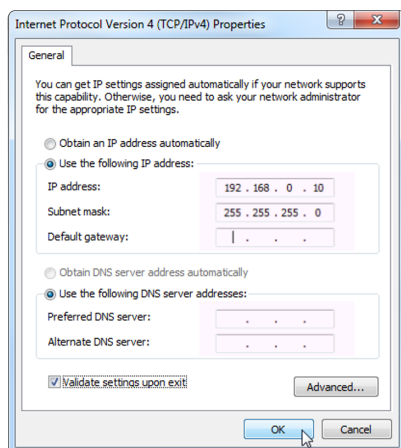 Internet Protocol Version 4 (TCP/IPv4) Properties
General
You can get IP settings assigned automatically if your network supports
this capability. Otherwise, you need to ask your network administrator
for the appropriate IP settings.
Obtain an IP address automatically
Use the following IP address:
IP address: 192 . 168 . 0 . 10
Subnet mask: 255 . 255 . 255 . 0
Default gateway: . . .
Obtain DNS server address automatically
Use the following DNS server addresses:
Preferred DNS server: . . .
Alternate DNS server: . . .
Validate settings upon exit
Advanced...
OK Cancel